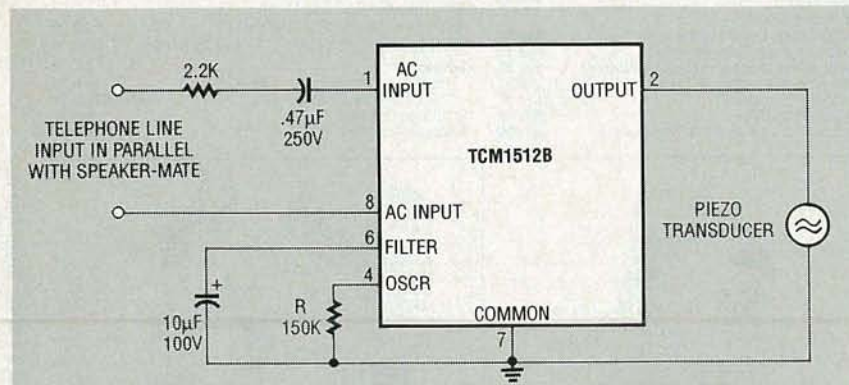 2.2K
.47µF
250V
TELEPHONE LINE
INPUT IN PARALLEL
WITH SPEAKER-MATE
1
AC
INPUT
OUTPUT
2
TCM1512B
8
AC INPUT
6
FILTER
4
OSCR
COMMON
7
+
10µF
100V
R
150K
PIEZO
TRANSDUCER